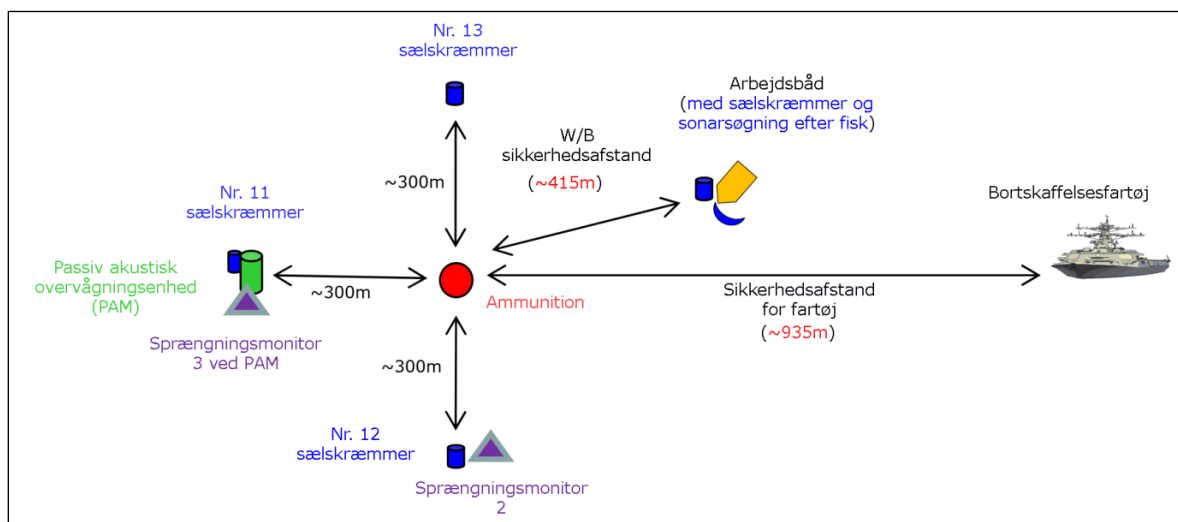 Nr. 13
sælskræmmer
Arbejdsbåd
(med sælskræmmer og
sonarsøgning efter fisk)
W/B
sikkerhedsafstand
(~415m)
~300m
Nr. 11
sælskræmmer
Bortskaffelsesfartøj
Passiv akustisk
overvågningsenhed
(PAM)
~300m
Ammunition
Sikkerhedsafstand
for fartøj
(~935m)
Sprængningsmonitor
3 ved PAM
~300m
Nr. 12
sælskræmmer
Sprængningsmonitor
2